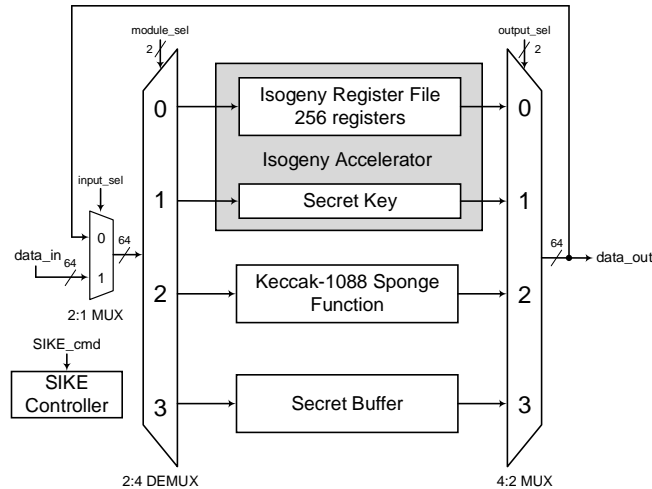 module_sel
output_sel
2
2
0
Isogeny Register File
256 registers
0
Isogeny Accelerator
input_sel
1
Secret Key
1
0
64
data_in
64
1
64
data_out
2:1 MUX
2
Keccak-1088 Sponge
Function
2
SIKE_cmd
SIKE
Controller
3
Secret Buffer
3
2:4 DEMUX
4:2 MUX